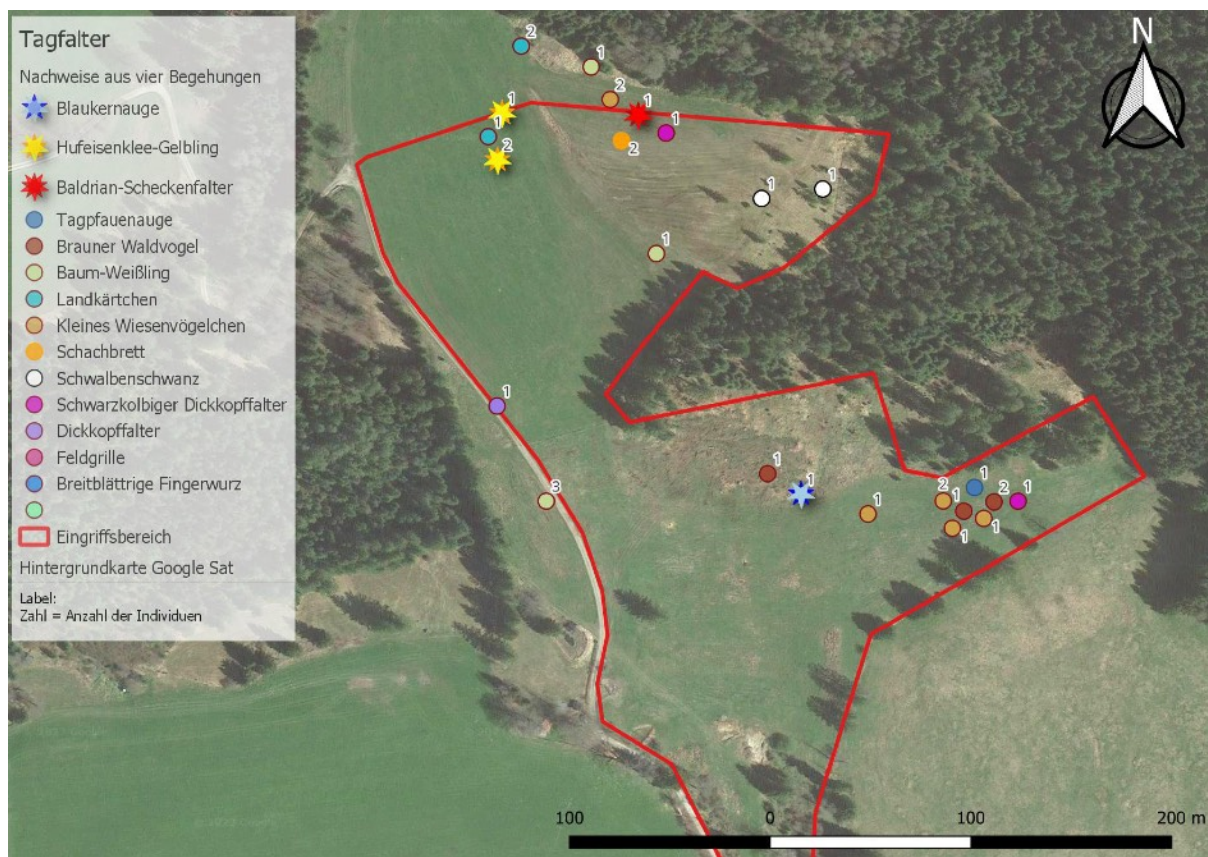 Tagfalter
Nachweise aus vier Begehungen
Blaukernauge
Hufeisenklee-Gelbling
Baldrian-Scheckenfalter
Tagpfauenauge
Brauner Waldvogel
Baum-Weißling
Landkärtchen
Kleines Wiesenvögelchen
Schachbrett
Schwalbenschwanz
Schwarzkolbiger Dickkopffalter
Dickkopffalter
Feldgrille
Breitblättrige Fingerwurz
Eingriffsbereich
Hintergrundkarte Google Sat
Label:
Zahl = Anzahl der Individuen
N
2
1
2
1
1
1
1
2
2
1
1
1
1
3
1
1
1
2
1
1
2
1
1
1
100 0 100 200 m